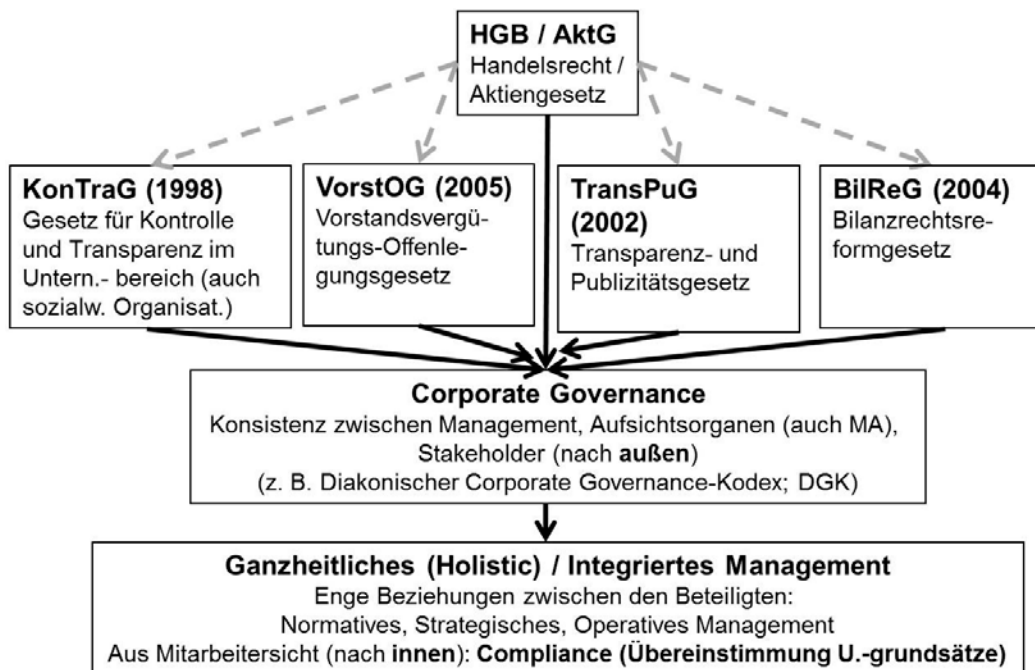 HGB / AktG
Handelsrecht /
Aktiengesetz
KonTraG (1998)
Gesetz für Kontrolle
und Transparenz im
Untern.- bereich (auch
sozialw. Organisat.)
VorstOG (2005)
Vorstandsvergü-
tungs-Offenle-
gungsgesetz
TransPuG
(2002)
Transparenz- und
Publizitätsgesetz
BilReG (2004)
Bilanzrechtsre-
formgesetz
Corporate Governance
Konsistenz zwischen Management, Aufsichtsorganen (auch MA),
Stakeholder (nach außen)
(z. B. Diakonischer Corporate Governance-Kodex; DGK)
Ganzheitliches (Holistic) / Integriertes Management
Enge Beziehungen zwischen den Beteiligten:
Normatives, Strategisches, Operatives Management
Aus Mitarbeitersicht (nach innen): Compliance (Übereinstimmung U.-grundsätze)